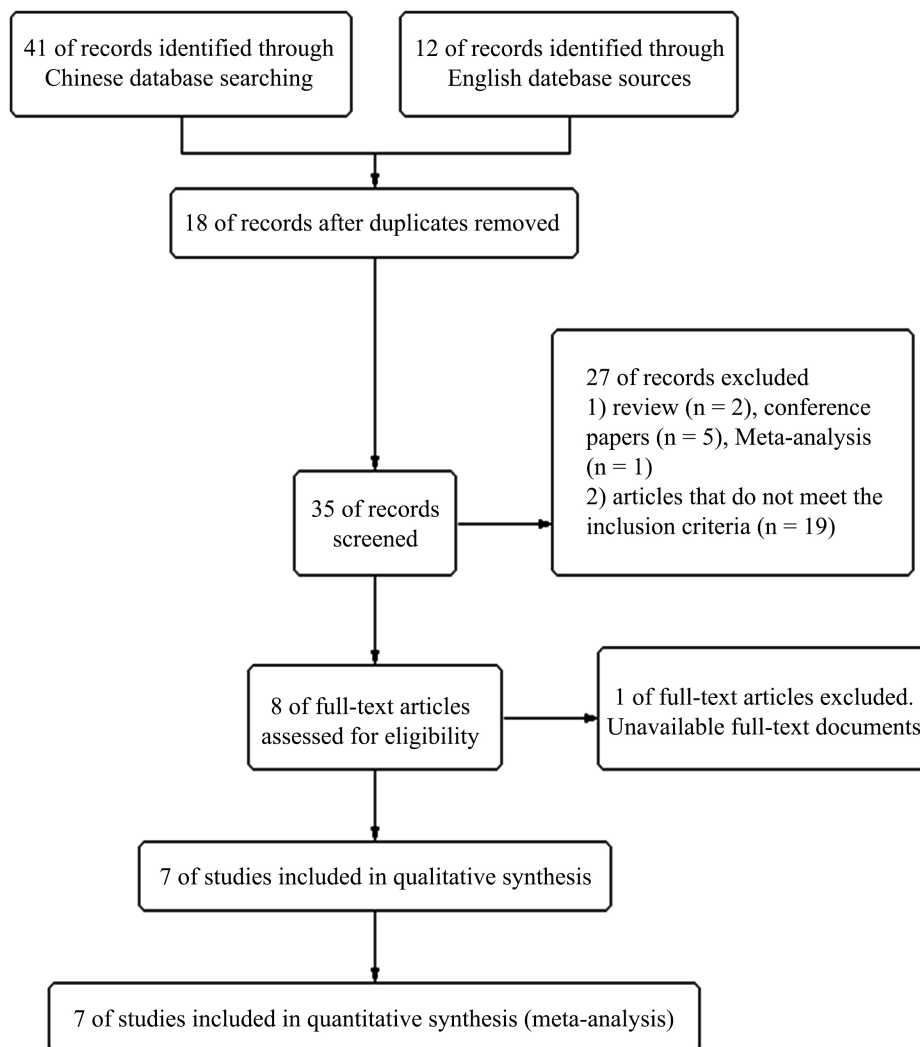 41 of records identified through
Chinese database searching
12 of records identified through
English datebase sources
18 of records after duplicates removed
27 of records excluded
1) review (n = 2), conference
papers (n = 5), Meta-analysis
(n = 1)
2) articles that do not meet the
inclusion criteria (n = 19)
35 of records
screened
8 of full-text articles
assessed for eligibility
1 of full-text articles excluded.
Unavailable full-text documents
7 of studies included in qualitative synthesis
7 of studies included in quantitative synthesis (meta-analysis)